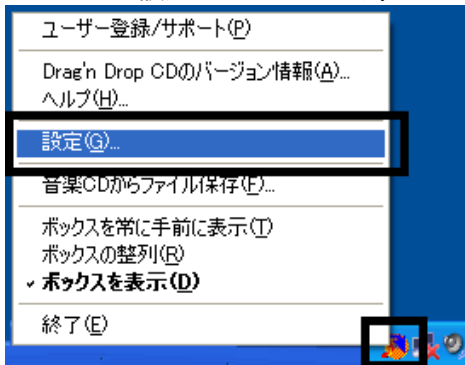 ユーザー登録/サポート(P)
Drag'n Drop CDのバージョン情報(A)...
ヘルプ(H)...
設定(G)...
音楽CDからファイル保存(F)...
ボックスを常に手前に表示(T)
ボックスの整列(R)
ボックスを表示(D)
終了(E)